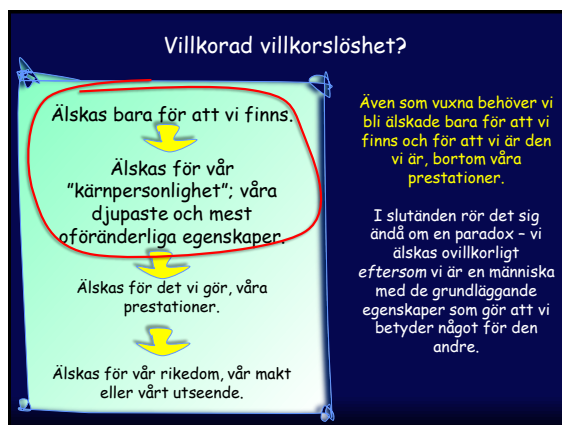 Villkorad villkorslöshet?
Älskas bara för att vi finns.
Älskas för vår
”kärnpersonlighet”; våra
djupaste och mest
oföränderliga egenskaper.
Älskas för det vi gör, våra
prestationer.
Älskas för vår rikedom, vår makt
eller vårt utseende.
Även som vuxna behöver vi
bli älskade bara för att vi
finns och för att vi är den
vi är, bortom våra
prestationer.
I slutänden rör det sig
ändå om en paradox – vi
älskas ovillkorligt
eftersom vi är en människa
med de grundläggande
egenskaper som gör att vi
betyder något för den
andre.